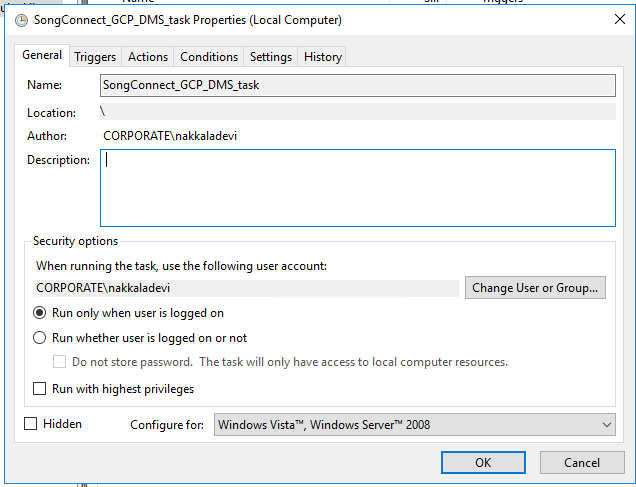 SongConnect_GCP_DMS_task Properties (Local Computer)
General Triggers Actions Conditions Settings History
Name: SongConnect_GCP_DMS_task
Location: \
Author: CORPORATE\nakkaladevi
Description:
Security options
When running the task, use the following user account:
CORPORATE\nakkaladevi Change User or Group...
Run only when user is logged on
Run whether user is logged on or not
Do not store password. The task will only have access to local computer resources.
Run with highest privileges
Hidden Configure for: Windows Vista™, Windows Server™ 2008
OK Cancel